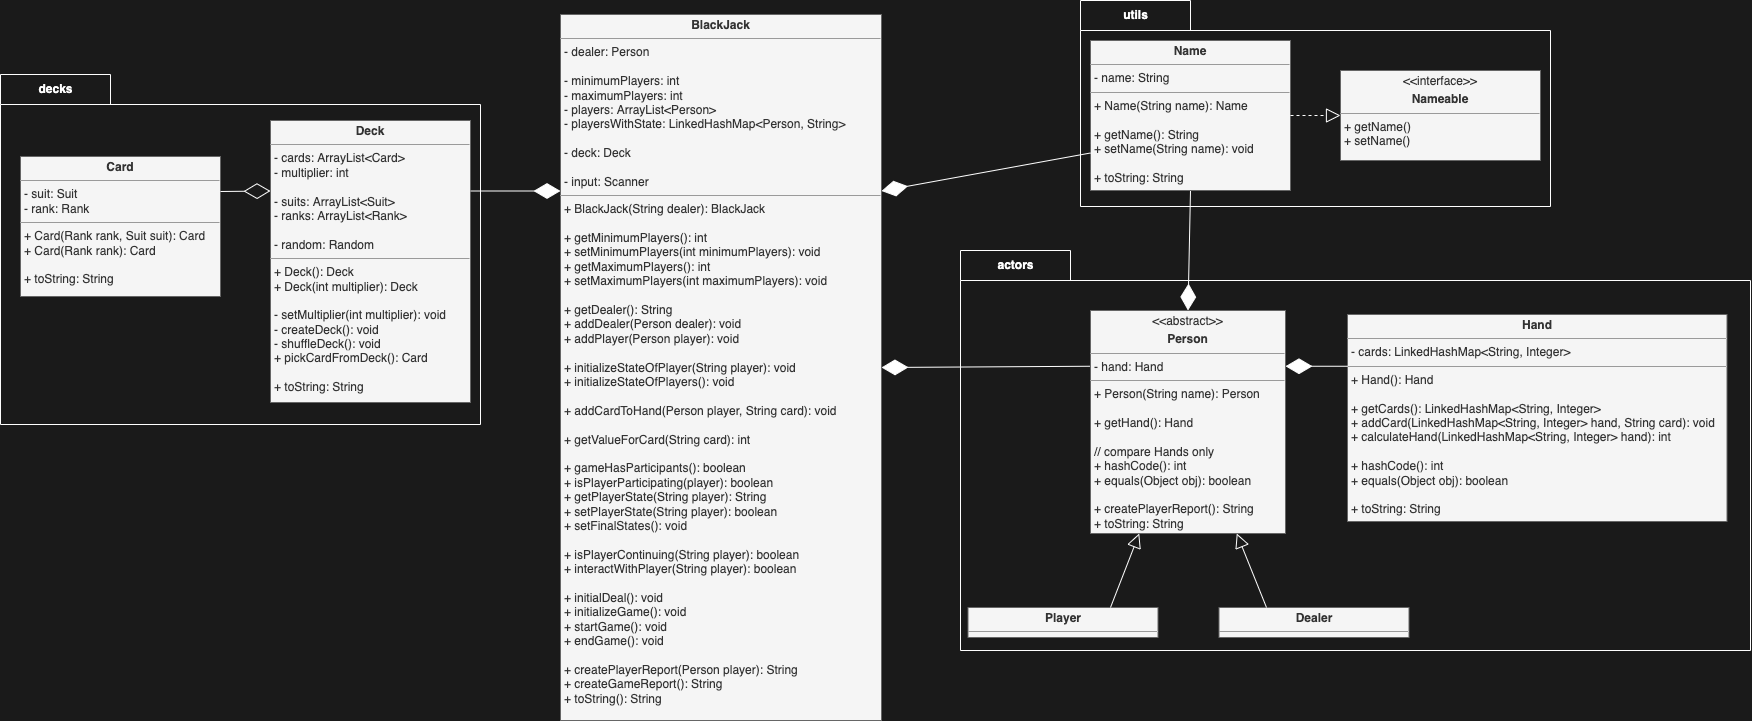 decks
Card
- suit: Suit
- rank: Rank
+ Card(Rank rank, Suit suit): Card
+ Card(Rank rank): Card
+ toString: String
Deck
- cards: ArrayList<Card>
- multiplier: int
- suits: ArrayList<Suit>
- ranks: ArrayList<Rank>
- random: Random
+ Deck(): Deck
+ Deck(int multiplier): Deck
- setMultiplier(int multiplier): void
- createDeck(): void
- shuffleDeck(): void
+ pickCardFromDeck(): Card
+ toString: String
BlackJack
- dealer: Person
- minimumPlayers: int
- maximumPlayers: int
- players: ArrayList<Person>
- playersWithState: LinkedHashMap<Person, String>
- deck: Deck
- input: Scanner
+ BlackJack(String dealer): BlackJack
+ getMinimumPlayers(): int
+ setMinimumPlayers(int minimumPlayers): void
+ getMaximumPlayers(): int
+ setMaximumPlayers(int maximumPlayers): void
+ getDealer(): String
+ addDealer(Person dealer): void
+ addPlayer(Person player): void
+ initializeStateOfPlayer(String player): void
+ initializeStateOfPlayers(): void
+ addCardToHand(Person player, String card): void
+ getValueForCard(String card): int
+ gameHasParticipants(): boolean
+ isPlayerParticipating(player): boolean
+ getPlayerState(String player): String
+ setPlayerState(String player): boolean
+ setFinalStates(): void
+ isPlayerContinuing(String player): boolean
+ interactWithPlayer(String player): boolean
+ initialDeal(): void
+ initializeGame(): void
+ startGame(): void
+ endGame(): void
+ createPlayerReport(Person player): String
+ createGameReport(): String
+ toString(): String
utils
Name
- name: String
+ Name(String name): Name
+ getName(): String
+ setName(String name): void
+ toString: String
<<interface>>
Nameable
+ getName()
+ setName()
actors
<<abstract>>
Person
- hand: Hand
+ Person(String name): Person
+ getHand(): Hand
// compare Hands only
+ hashCode(): int
+ equals(Object obj): boolean
+ createPlayerReport(): String
+ toString: String
Hand
- cards: LinkedHashMap<String, Integer>
+ Hand(): Hand
+ getCards(): LinkedHashMap<String, Integer>
+ addCard(LinkedHashMap<String, Integer> hand, String card): void
+ calculateHand(LinkedHashMap<String, Integer> hand): int
+ hashCode(): int
+ equals(Object obj): boolean
+ toString: String
Player
Dealer